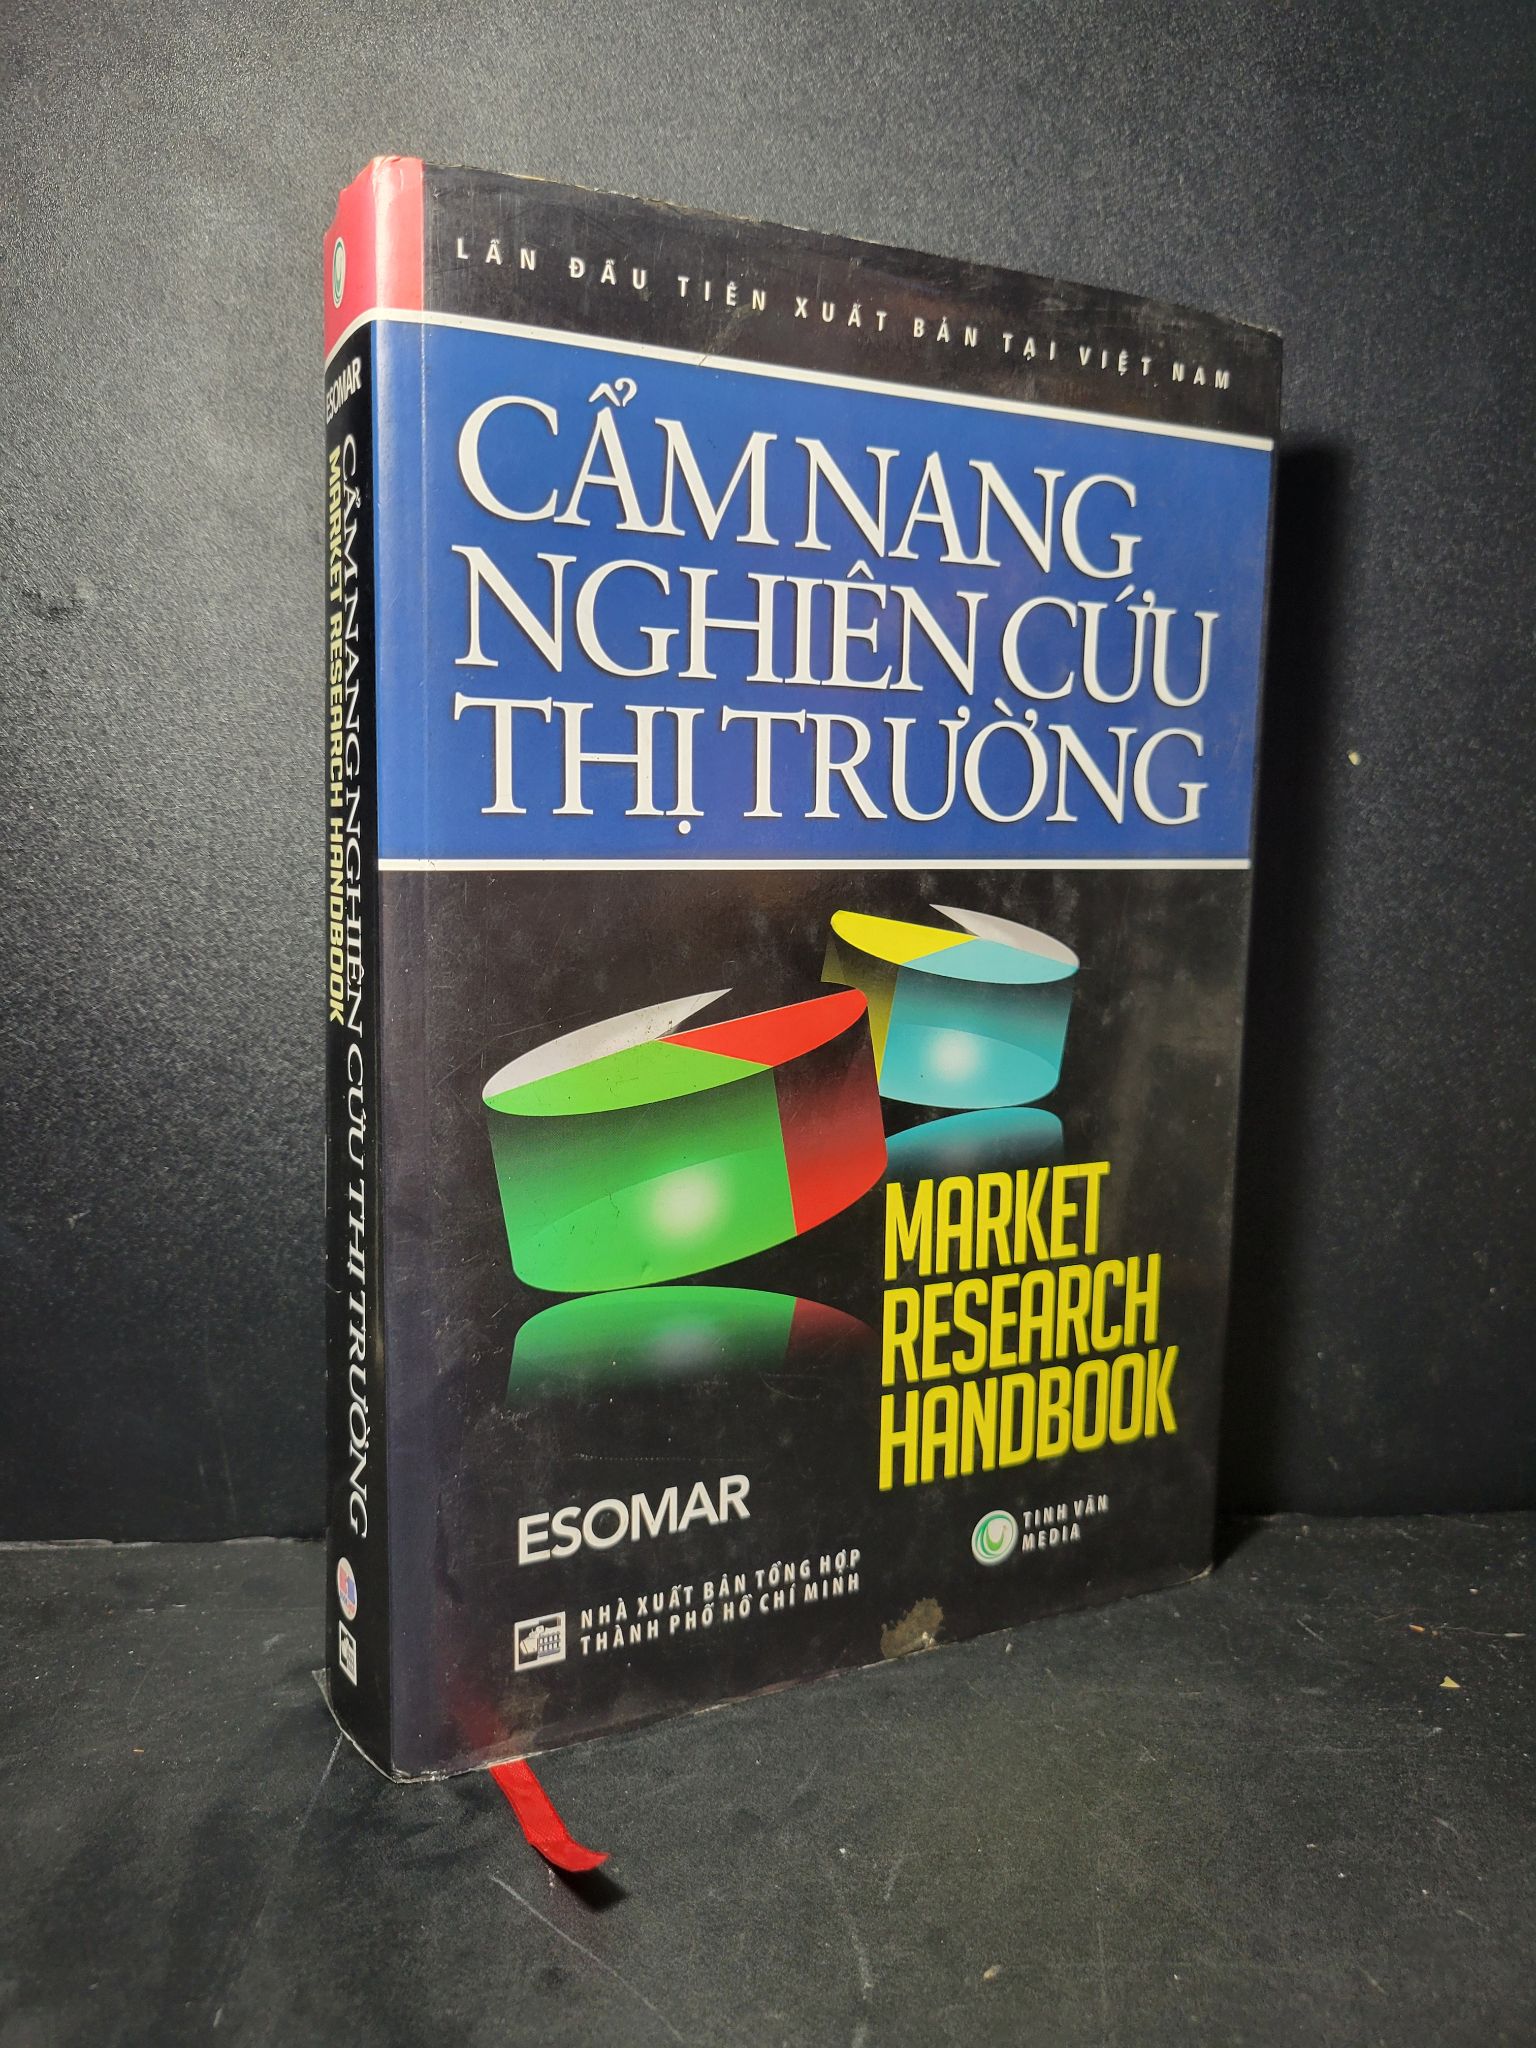 LẦN ĐẦU TIÊN XUẤT BẢN TẠI VIỆT NAM
CẨM NANG
NGHIÊN CỨU
THỊ TRƯỜNG
MARKET
RESEARCH
HANDBOOK
ESOMAR
TINH VĂN
MEDIA
NHÀ XUẤT BẢN TỔNG HỢP
THÀNH PHỐ HỒ CHÍ MINH
ESOMAR
CẨM NANG NGHIÊN CỨU THỊ TRƯỜNG
MARKET RESEARCH HANDBOOK